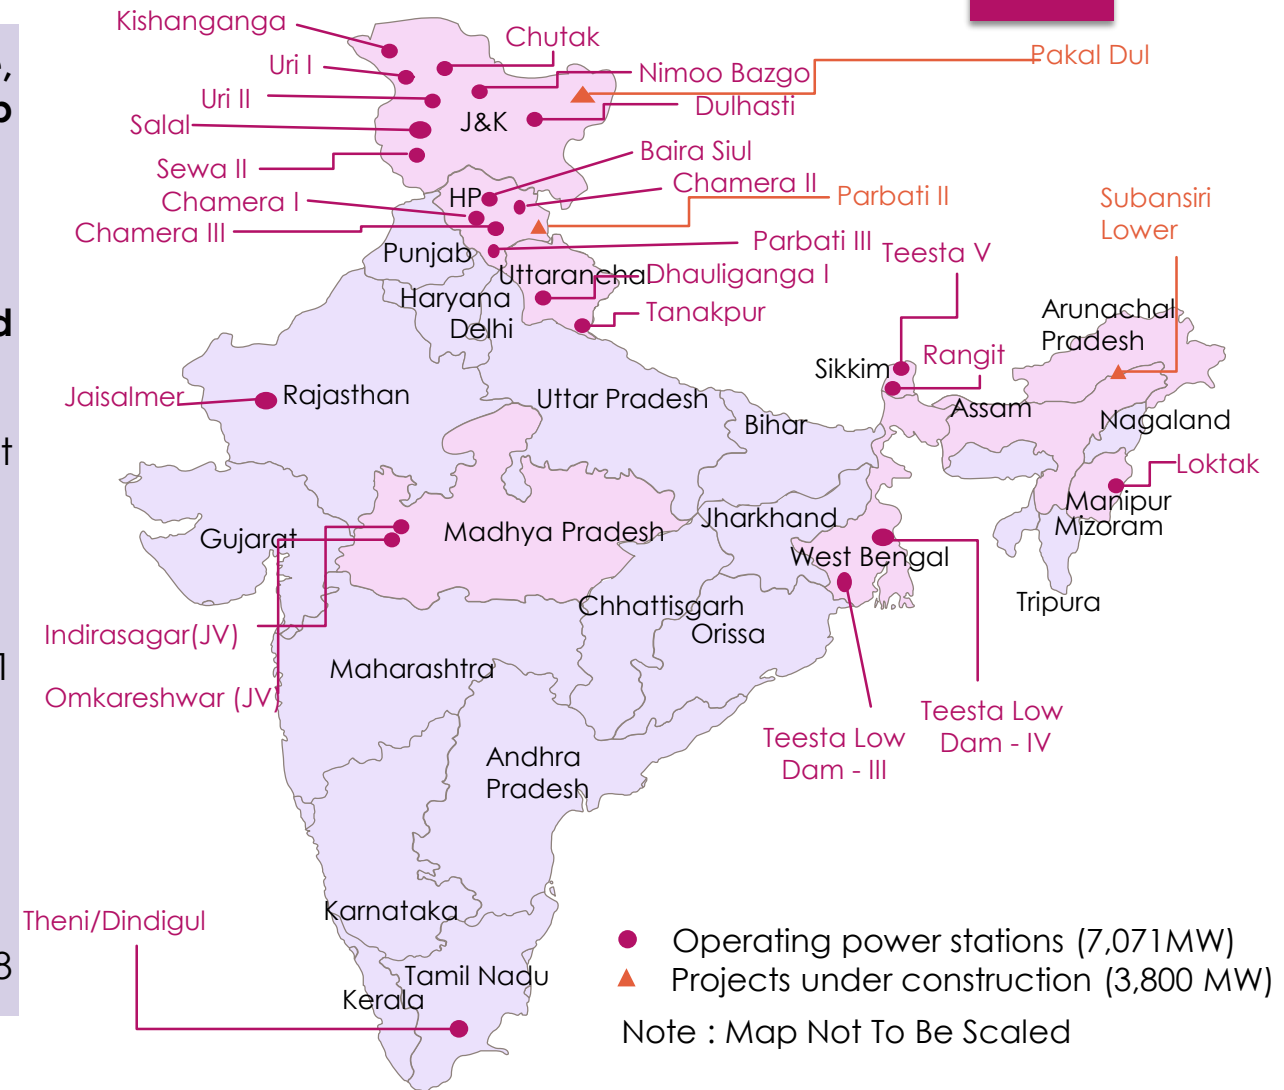 ,
Kishanganga
Chutak
Pakal Dul
Uri I
Nimoo Bazgo
Uri II
Dulhasti
Salal
J&K
Baira Siul
Sewa II
Chamera II
HP
Parbati II
Subansiri
Lower
Chamera I
Chamera III
Punjab
Parbati III
Teesta V
Uttaranchal
Dhauliganga I
Haryana
Delhi
Tanakpur
Arunachal
Pradesh
d
Sikkim
Rangit
Jaisalmer
Rajasthan
Uttar Pradesh
Bihar
Assam
Nagaland
t
Loktak
Manipur
Mizoram
Gujarat
Madhya Pradesh
Jharkhand
West Bengal
Tripura
Chhattisgarh
Orissa
Indirasagar(JV)
Maharashtra
1
Omkareshwar (JV)
Teesta Low
Dam - IV
Teesta Low
Dam - III
Andhra
Pradesh
Theni/Dindigul
Karnataka
Operating power stations (7,071MW)
8
Tamil Nadu
Projects under construction (3,800 MW)
Kerala
Note : Map Not To Be Scaled